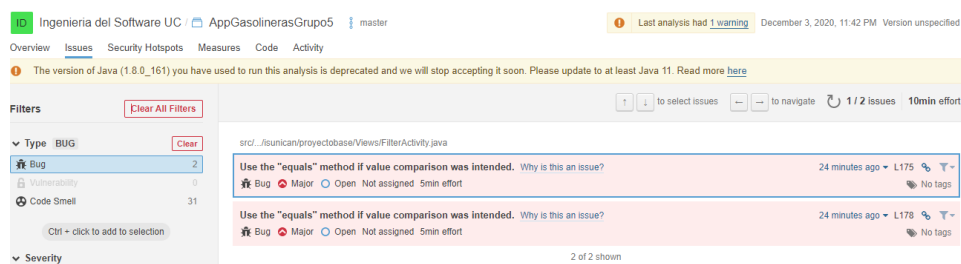 ID Ingenieria del Software UC / AppGasolinerasGrupo5 master Last analysis had 1 warning December 3, 2020, 11:42 PM Version unspecified
Overview Issues Security Hotspots Measures Code Activity
The version of Java (1.8.0_161) you have used to run this analysis is deprecated and we will stop accepting it soon. Please update to at least Java 11. Read more here
Filters Clear All Filters ↑ ↓ to select issues ← → to navigate 1 / 2 issues 10min effort
Type BUG Clear
src/.../isunican/proyectobase/Views/FilterActivity.java
Bug 2
Vulnerability 0
Code Smell 31
Ctrl + click to add to selection
Severity
Use the "equals" method if value comparison was intended. Why is this an issue? 24 minutes ago L175
Bug Major Open Not assigned 5min effort No tags
Use the "equals" method if value comparison was intended. Why is this an issue? 24 minutes ago L178
Bug Major Open Not assigned 5min effort No tags
2 of 2 shown